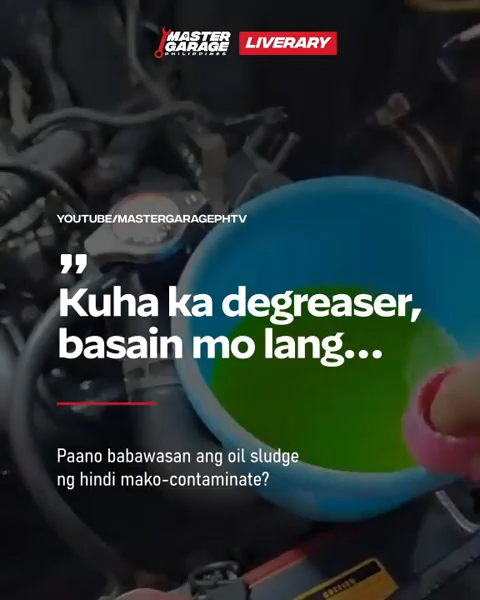 MASTER
GARAGE
PHILIPPINES
LIVERARY
YOUTUBE/MASTERGARAGEPHTV
”
Kuha ka degreaser,
basain mo lang...
Paano babawasan ang oil sludge
ng hindi mako-contaminate?